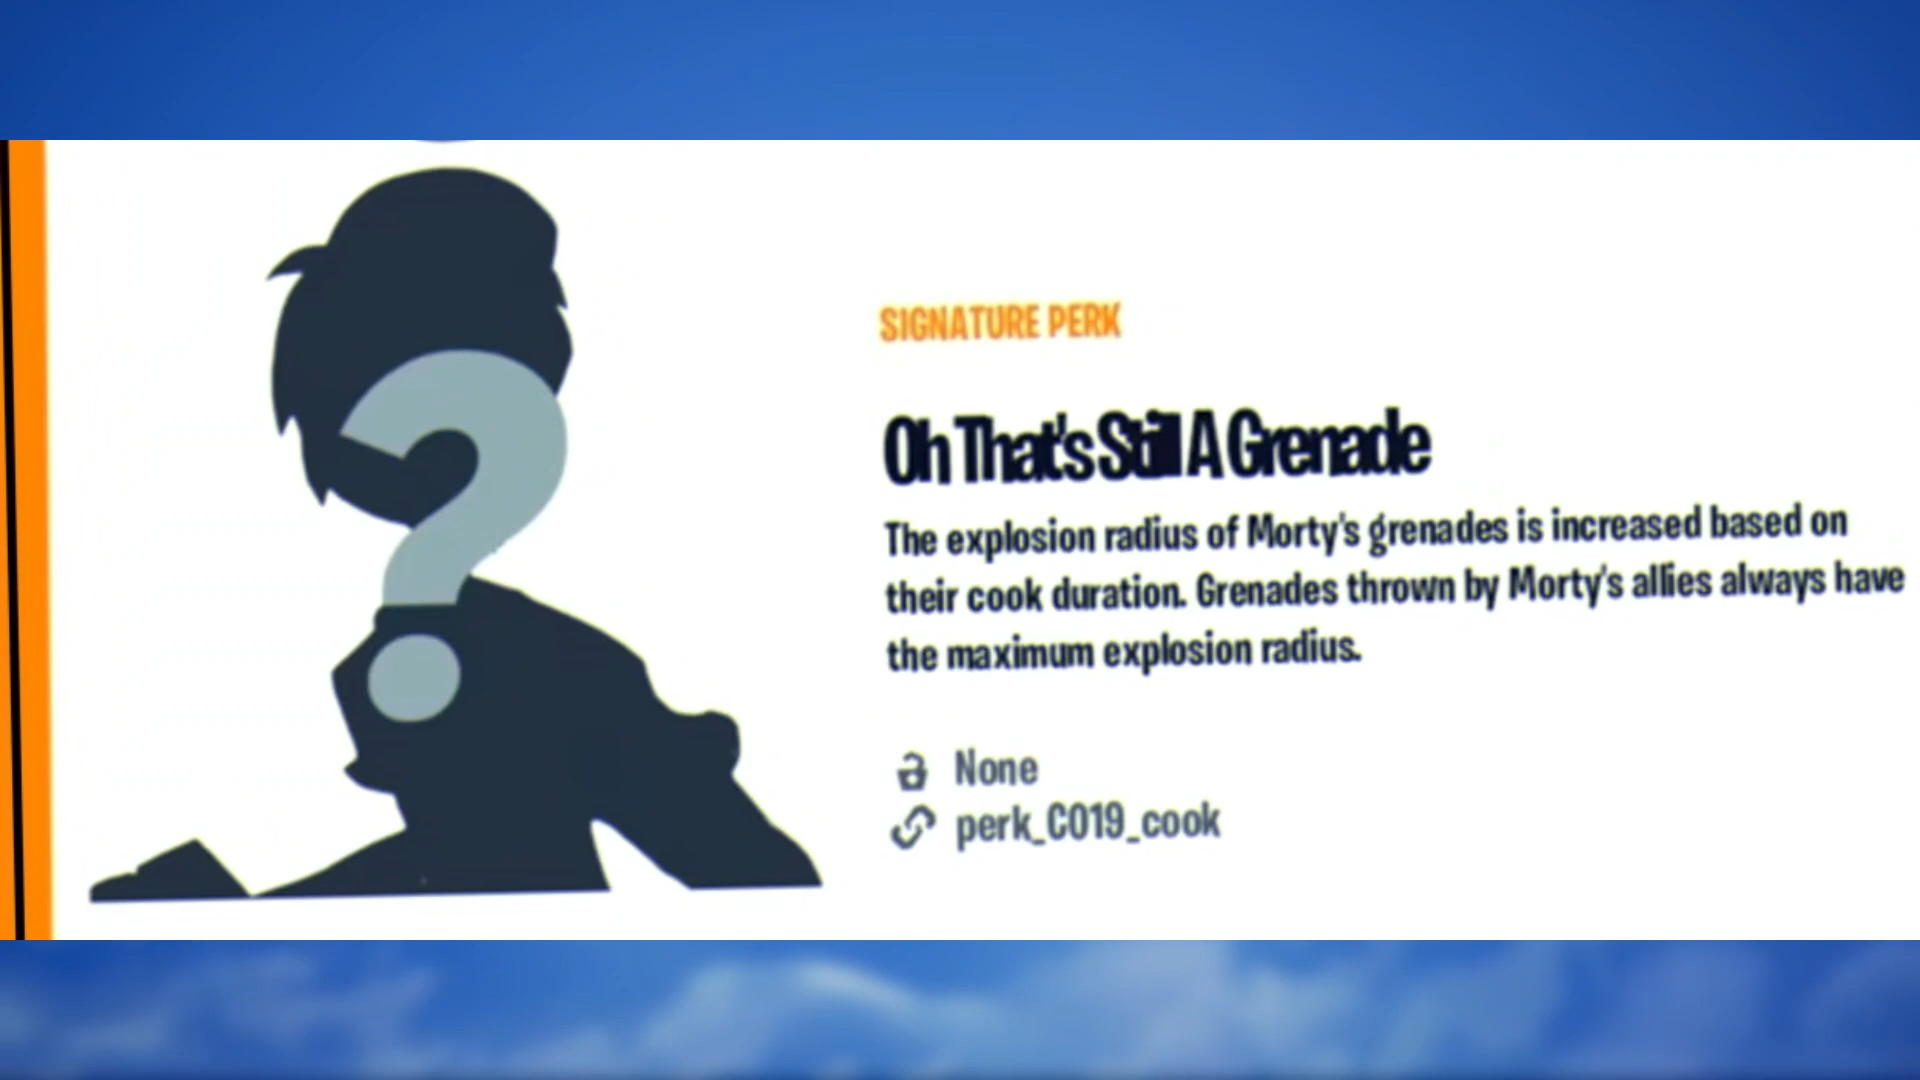 SIGNATURE PERK
Oh That's Still A Grenade
The explosion radius of Morty's grenades is increased based on
their cook duration. Grenades thrown by Morty's allies always have
the maximum explosion radius.
None
perk_C019_cook